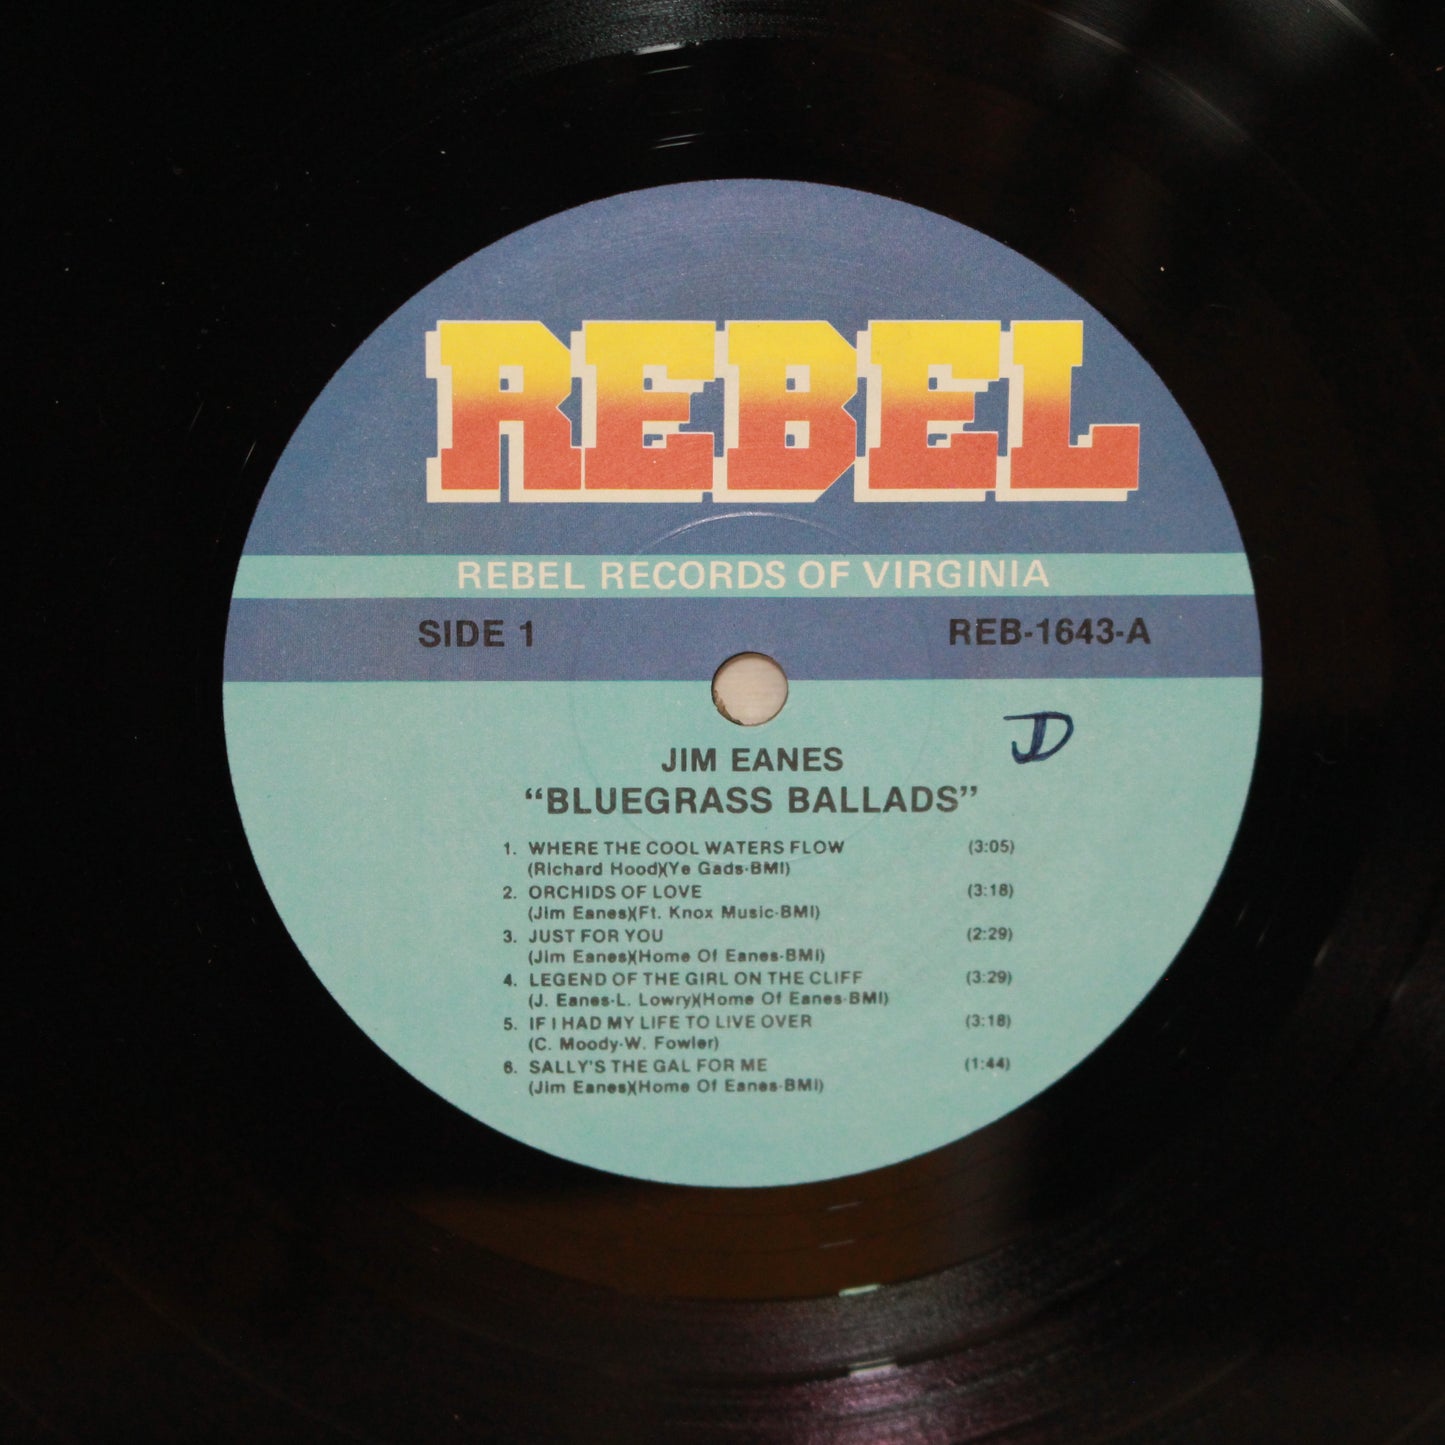 REBEL
REBEL RECORDS OF VIRGINIA
SIDE 1 REB-1643-A
JD
JIM EANES
“BLUEGRASS BALLADS”
1. WHERE THE COOL WATERS FLOW (3:05)
(Richard Hood)(Ye Gads-BMI)
2. ORCHIDS OF LOVE (3:18)
(Jim Eanes)(Ft. Knox Music-BMI)
3. JUST FOR YOU (2:29)
(Jim Eanes)(Home Of Eanes-BMI)
4. LEGEND OF THE GIRL ON THE CLIFF (3:29)
(J. Eanes-L. Lowry)(Home Of Eanes-BMI)
5. IF I HAD MY LIFE TO LIVE OVER (3:18)
(C. Moody-W. Fowler)
6. SALLY'S THE GAL FOR ME (1:44)
(Jim Eanes)(Home Of Eanes-BMI)